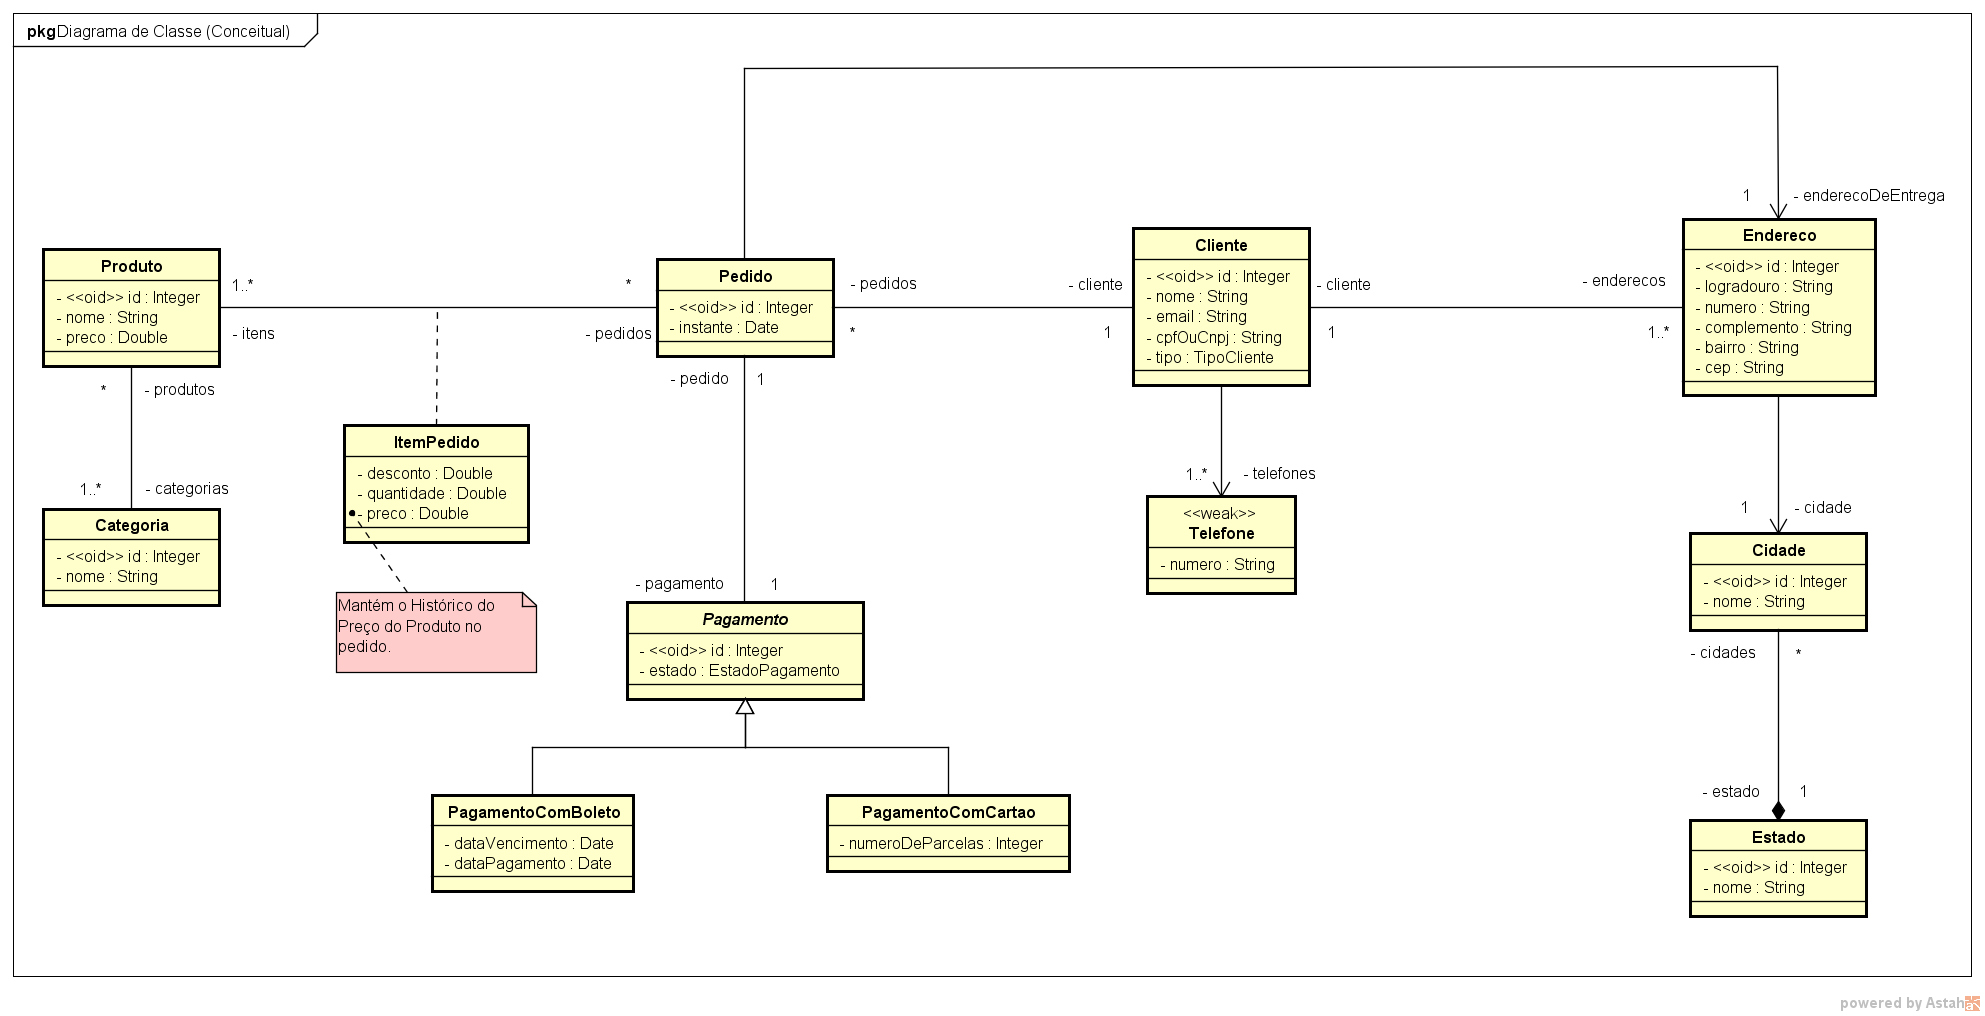 pkg Diagrama de Classe (Conceitual)
1
- enderecoDeEntrega
Produto
- <<oid>> id : Integer
- nome : String
- preco : Double
1..*
- itens
*
- pedidos
Pedido
- <<oid>> id : Integer
- instante : Date
- pedidos
*
- cliente
1
Cliente
- <<oid>> id : Integer
- nome : String
- email : String
- cpfOuCnpj : String
- tipo : TipoCliente
- cliente
1
- enderecos
1..*
Endereco
- <<oid>> id : Integer
- logradouro : String
- numero : String
- complemento : String
- bairro : String
- cep : String
*
- produtos
1..*
- categorias
Categoria
- <<oid>> id : Integer
- nome : String
ItemPedido
- desconto : Double
- quantidade : Double
- preco : Double
Mantém o Histórico do
Preço do Produto no
pedido.
- pedido
1
- pagamento
1
Pagamento
- <<oid>> id : Integer
- estado : EstadoPagamento
1..*
- telefones
<<weak>>
Telefone
- numero : String
1
- cidade
Cidade
- <<oid>> id : Integer
- nome : String
- cidades
*
- estado
1
Estado
- <<oid>> id : Integer
- nome : String
PagamentoComBoleto
- dataVencimento : Date
- dataPagamento : Date
PagamentoComCartao
- numeroDeParcelas : Integer
powered by Astah